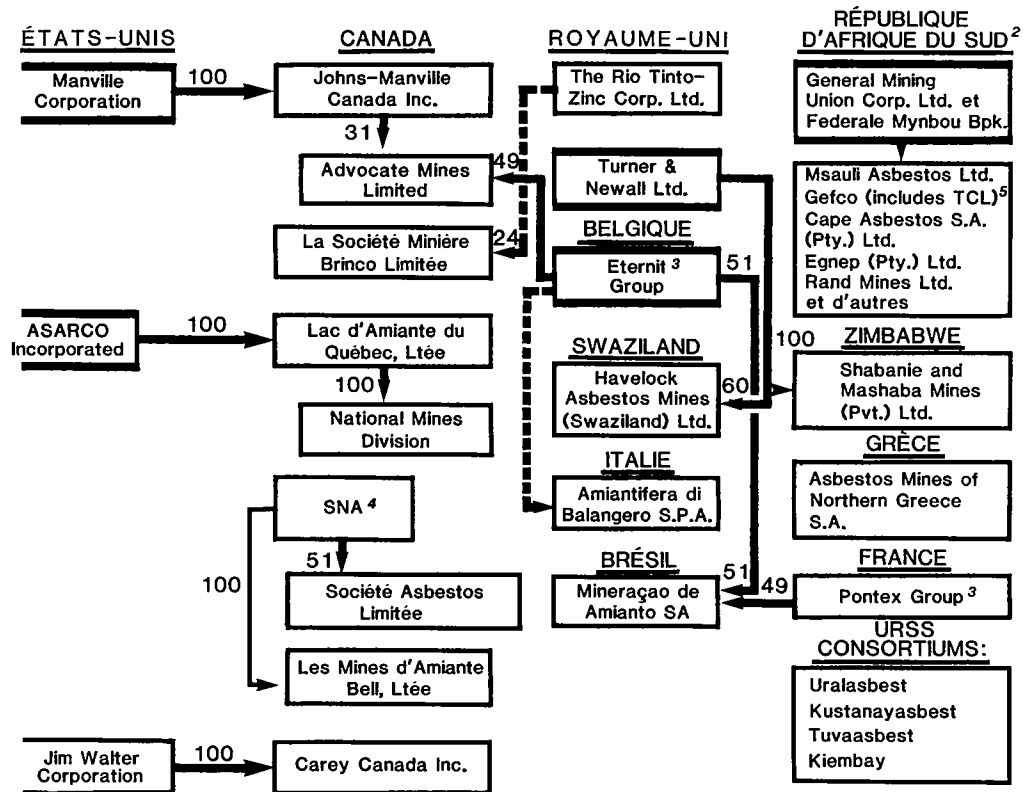 ÉTATS-UNIS
Manville
Corporation
100
ASARCO
Incorporated
100
Jim Walter
Corporation
100
CANADA
Johns-Manville
Canada Inc.
31
Advocate Mines
Limited
49
La Société Minière
Brinco Limitée
24
Lac d'Amiante du
Québec, Ltée
100
National Mines
Division
SNA 4
51
100
Société Asbestos
Limitée
Les Mines d'Amiante
Bell, Ltée
Carey Canada Inc.
ROYAUME-UNI
The Rio Tinto-
Zinc Corp. Ltd.
Turner &
Newall Ltd.
BELGIQUE
Eternit 3
Group
51
SWAZILAND
Havelock
Asbestos Mines
(Swaziland) Ltd.
60
100
ITALIE
Amiantifera di
Balangero S.P.A.
BRÉSIL
Mineraçao de
Amianto SA
51
49
RÉPUBLIQUE
D'AFRIQUE DU SUD 2
General Mining
Union Corp. Ltd. et
Federale Mynbou Bpk.
Msauli Asbestos Ltd.
Gefco (includes TCL) 5
Cape Asbestos S.A.
(Pty.) Ltd.
Egnep (Pty.) Ltd.
Rand Mines Ltd.
et d'autres
ZIMBABWE
Shabanie and
Mashaba Mines
(Pvt.) Ltd.
GRÈCE
Asbestos Mines of
Northern Greece
S.A.
FRANCE
Pontex Group 3
URSS
CONSORTIUMS:
Uralasbest
Kustanayasbest
Tuvaasbest
Kiembay